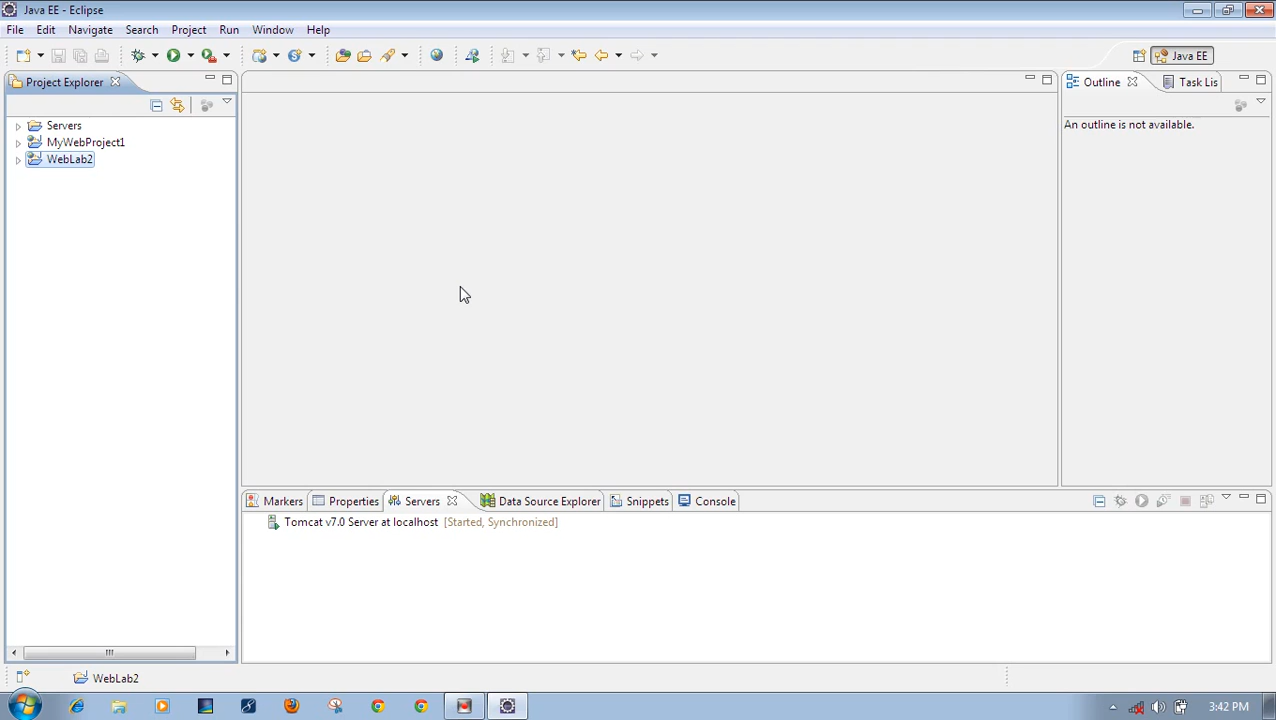 Java EE - Eclipse
File Edit Navigate Search Project Run Window Help
Java EE
Project Explorer
Servers
MyWebProject1
WebLab2
Outline Task Lis
An outline is not available.
Markers Properties Servers Data Source Explorer Snippets Console
Tomcat v7.0 Server at localhost [Started, Synchronized]
WebLab2
3:42 PM